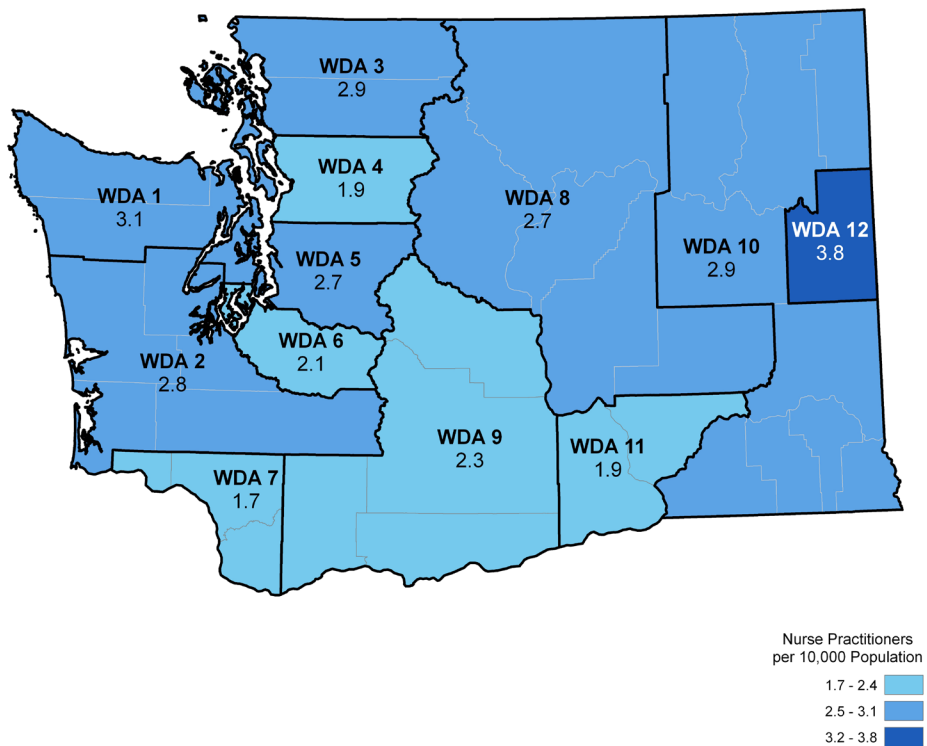 WDA 3
2.9
WDA 4
1.9
WDA 1
3.1
WDA 8
2.7
WDA 12
3.8
WDA 10
2.9
WDA 5
2.7
WDA 6
2.1
WDA 2
2.8
WDA 9
2.3
WDA 11
1.9
WDA 7
1.7
Nurse Practitioners
per 10,000 Population
1.7 - 2.4
2.5 - 3.1
3.2 - 3.8